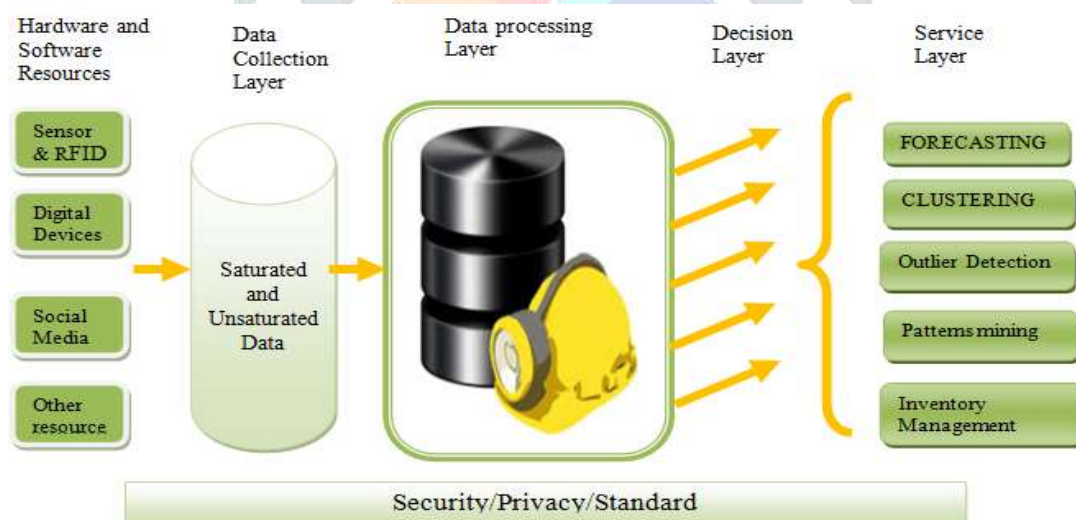 Hardware and
Software
Resources
Data
Collection
Layer
Data processing
Layer
Decision
Layer
Service
Layer
Sensor
& RFID
Digital
Devices
Social
Media
Other
resource
Saturated
and
Unsaturated
Data
FORECASTING
CLUSTERING
Outlier Detection
Patterns mining
Inventory
Management
Security/Privacy/Standard